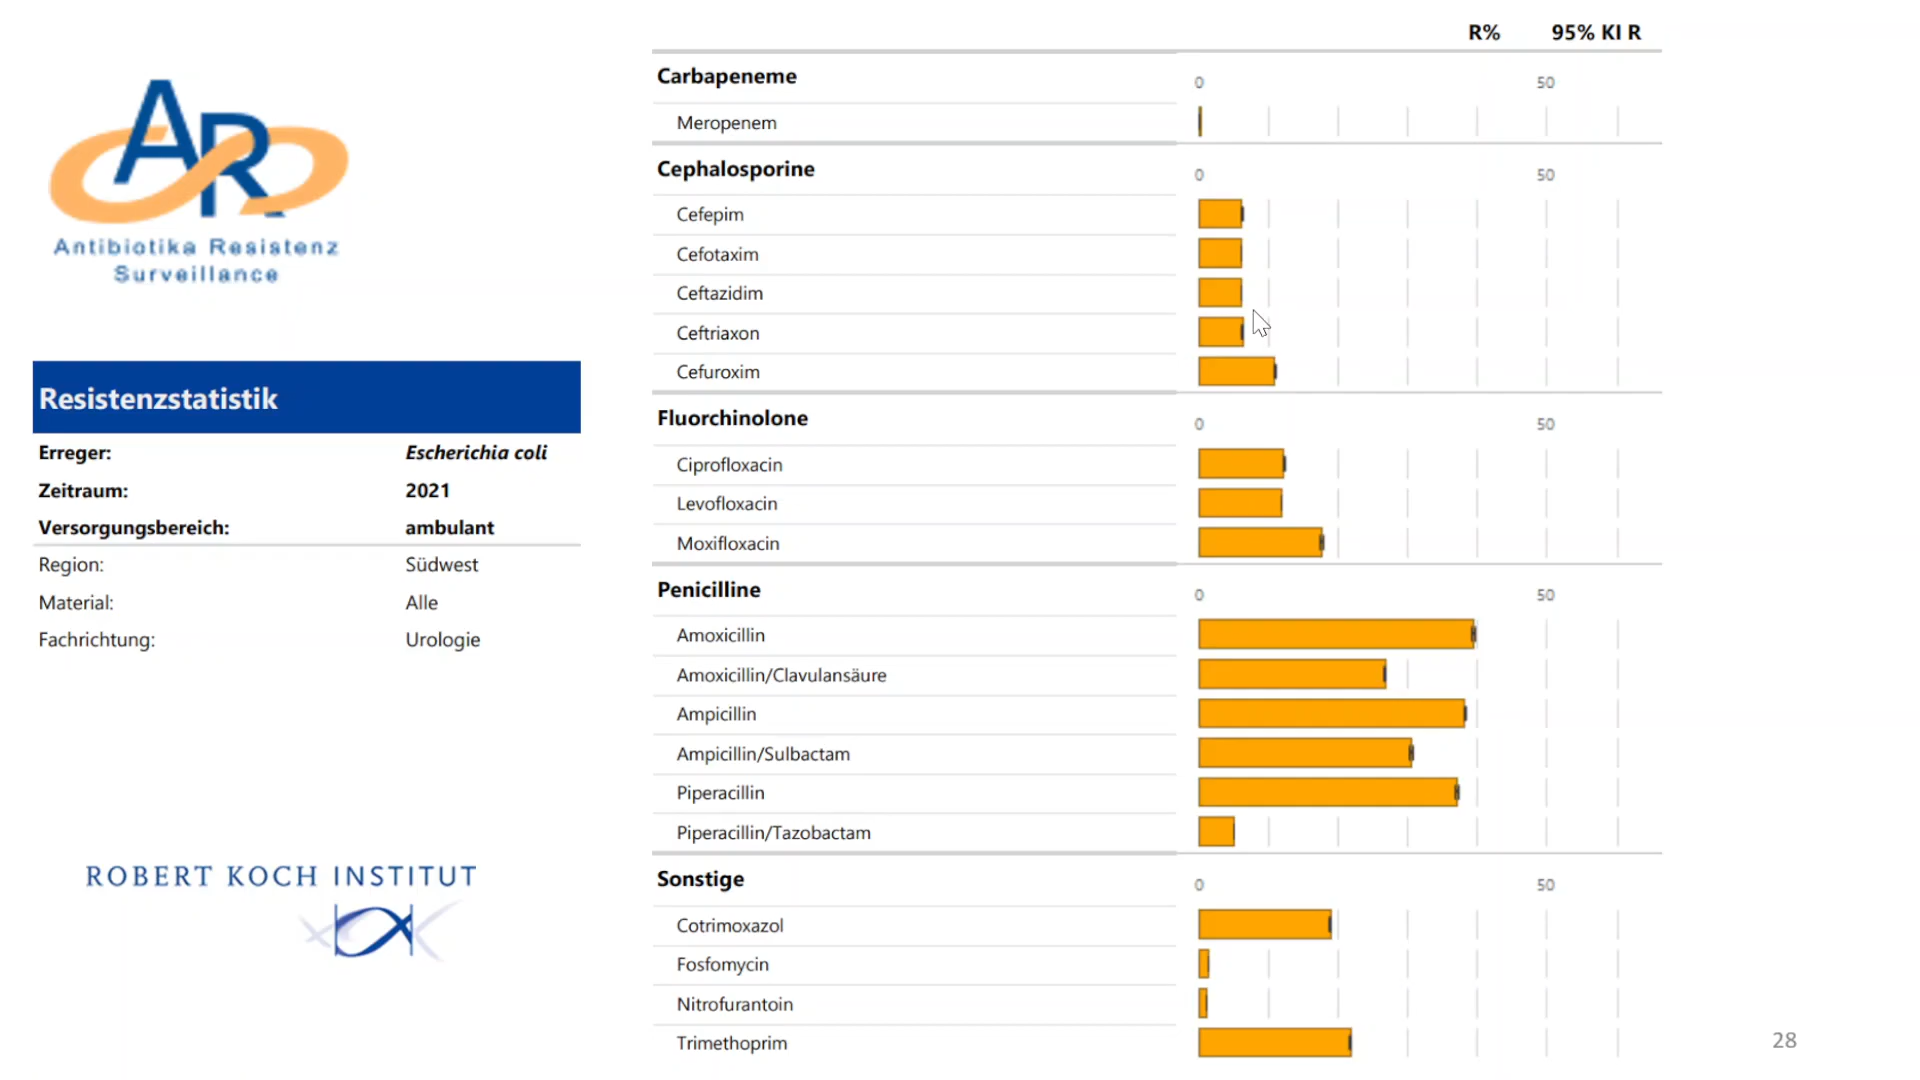 AR
Antibiotika Resistenz
Surveillance
Resistenzstatistik
Erreger: Escherichia coli
Zeitraum: 2021
Versorgungsbereich: ambulant
Region: Südwest
Material: Alle
Fachrichtung: Urologie
ROBERT KOCH INSTITUT
R% 95% KI R
Carbapeneme 0 50
Meropenem
Cephalosporine 0 50
Cefepim
Cefotaxim
Ceftazidim
Ceftriaxon
Cefuroxim
Fluorchinolone 0 50
Ciprofloxacin
Levofloxacin
Moxifloxacin
Penicilline 0 50
Amoxicillin
Amoxicillin/Clavulansäure
Ampicillin
Ampicillin/Sulbactam
Piperacillin
Piperacillin/Tazobactam
Sonstige 0 50
Cotrimoxazol
Fosfomycin
Nitrofurantoin
Trimethoprim
28